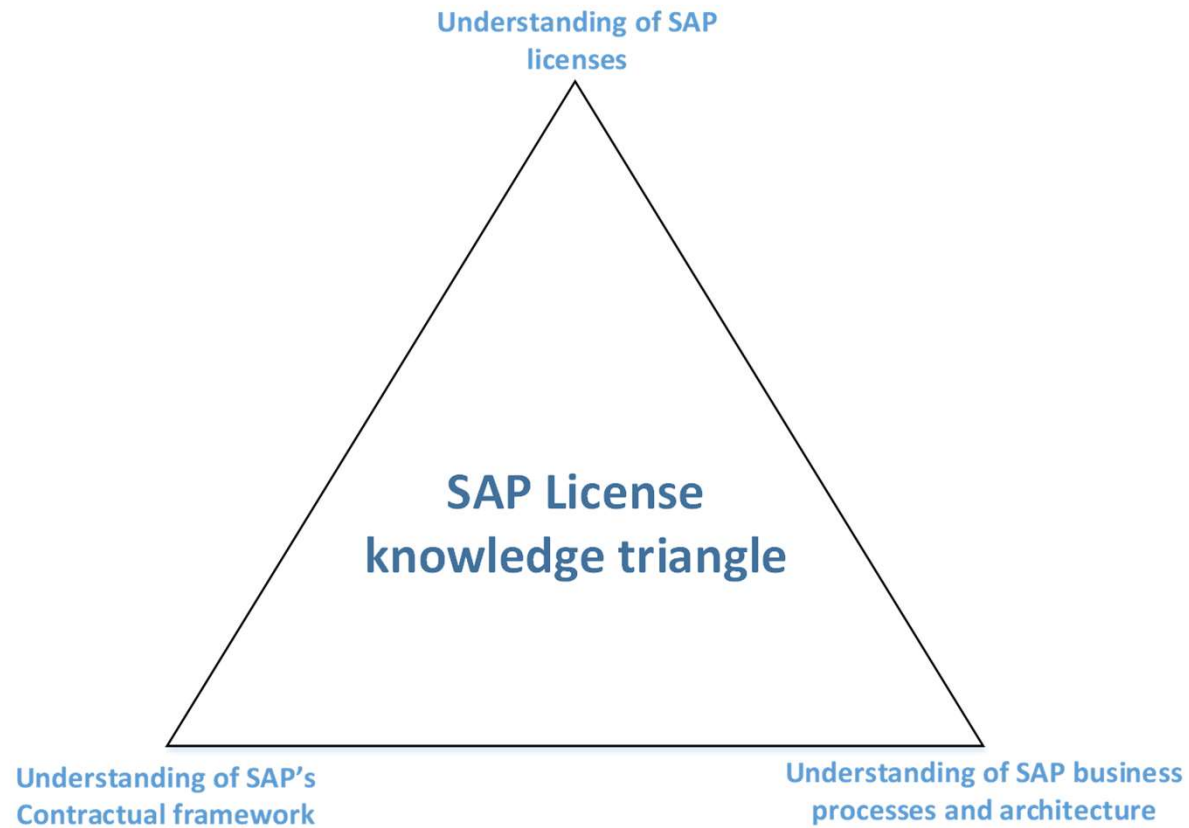 Understanding of SAP
licenses
SAP License
knowledge triangle
Understanding of SAP’s
Contractual framework
Understanding of SAP business
processes and architecture